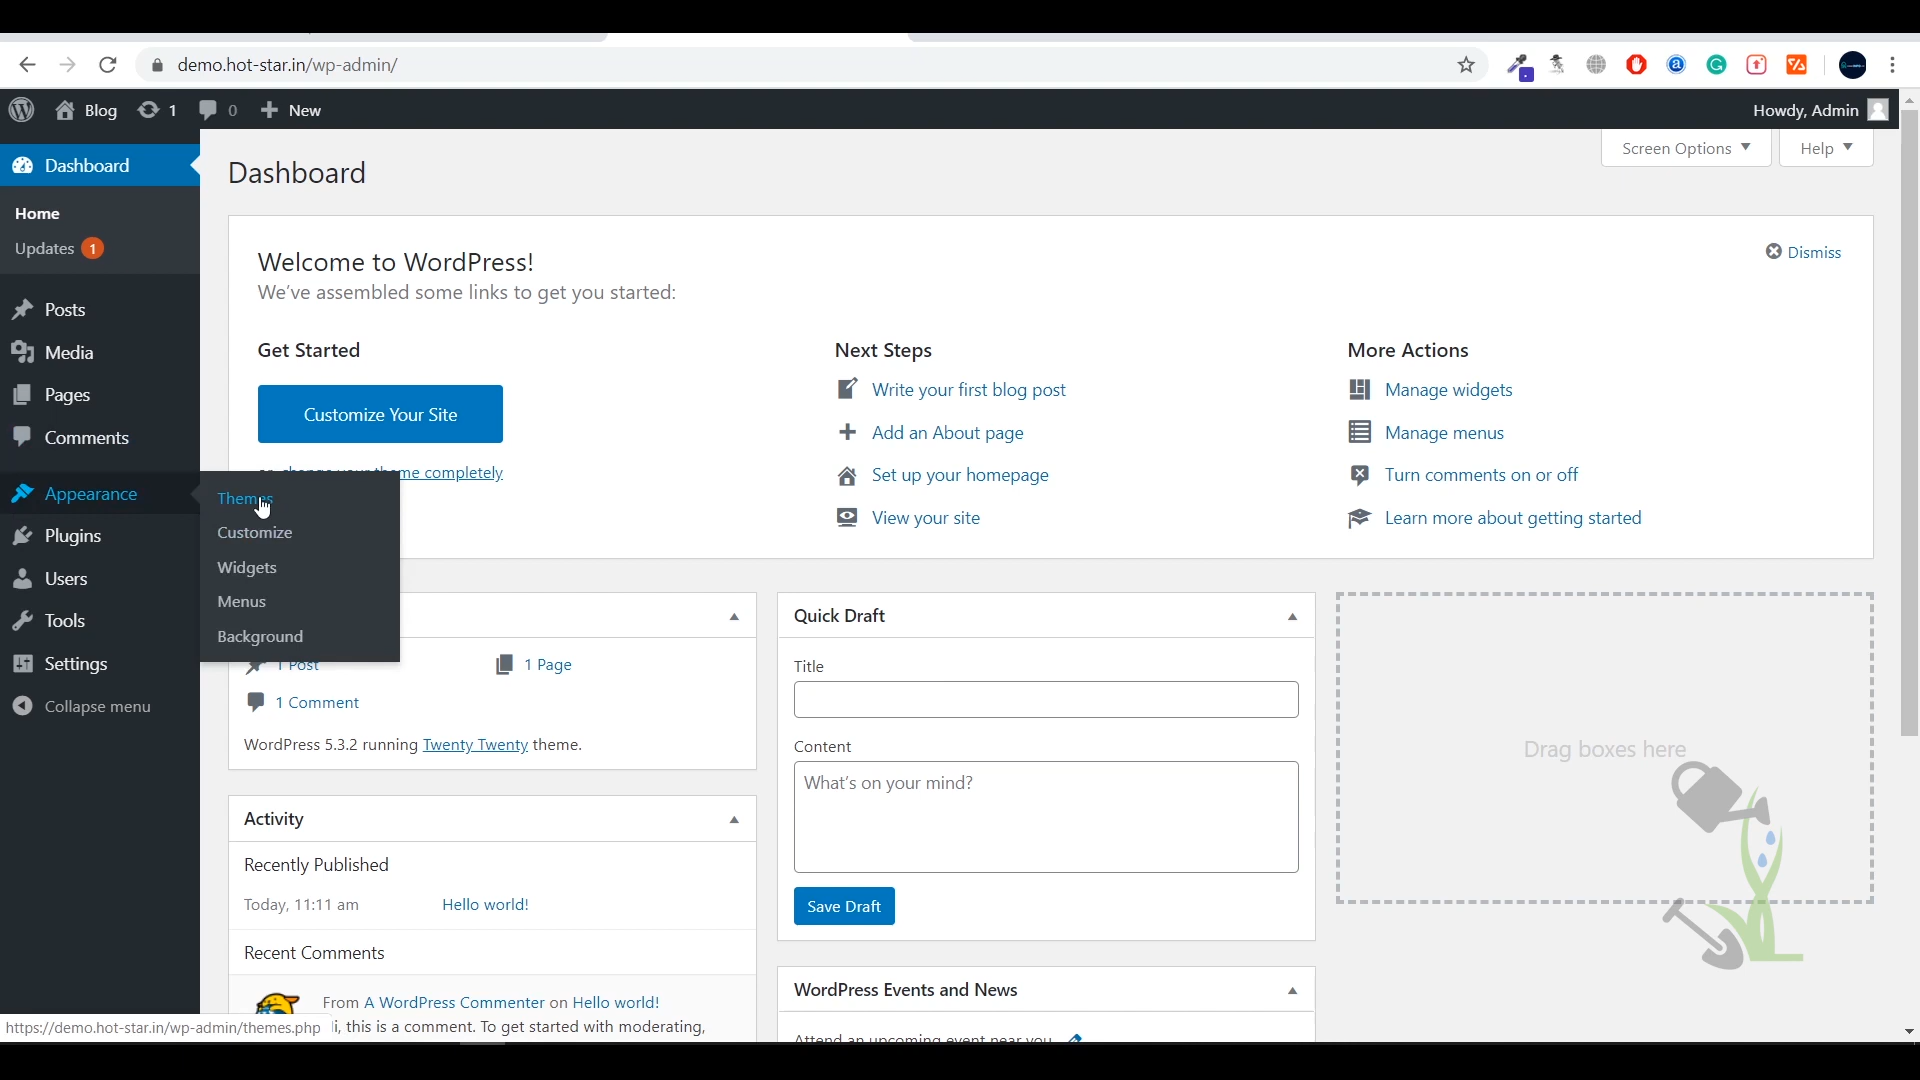 demo.hot-star.in/wp-admin/
Blog 1 0 New
Howdy, Admin
Dashboard
Home
Updates 1
Posts
Media
Pages
Comments
Appearance
Plugins
Users
Tools
Settings
Collapse menu
Themes
Customize
Widgets
Menus
Background
Dashboard
Screen Options
Help
Welcome to WordPress!
We've assembled some links to get you started:
Dismiss
Get Started
Customize Your Site
completely
Next Steps
Write your first blog post
Add an About page
Set up your homepage
View your site
More Actions
Manage widgets
Manage menus
Turn comments on or off
Learn more about getting started
1 Post
1 Page
1 Comment
WordPress 5.3.2 running Twenty Twenty theme.
Activity
Recently Published
Today, 11:11 am Hello world!
Recent Comments
From A WordPress Commenter on Hello world!
, this is a comment. To get started with moderating,
Quick Draft
Title
Content
What's on your mind?
Save Draft
WordPress Events and News
Attend an upcoming event near you
Drag boxes here
https://demo.hot-star.in/wp-admin/themes.php